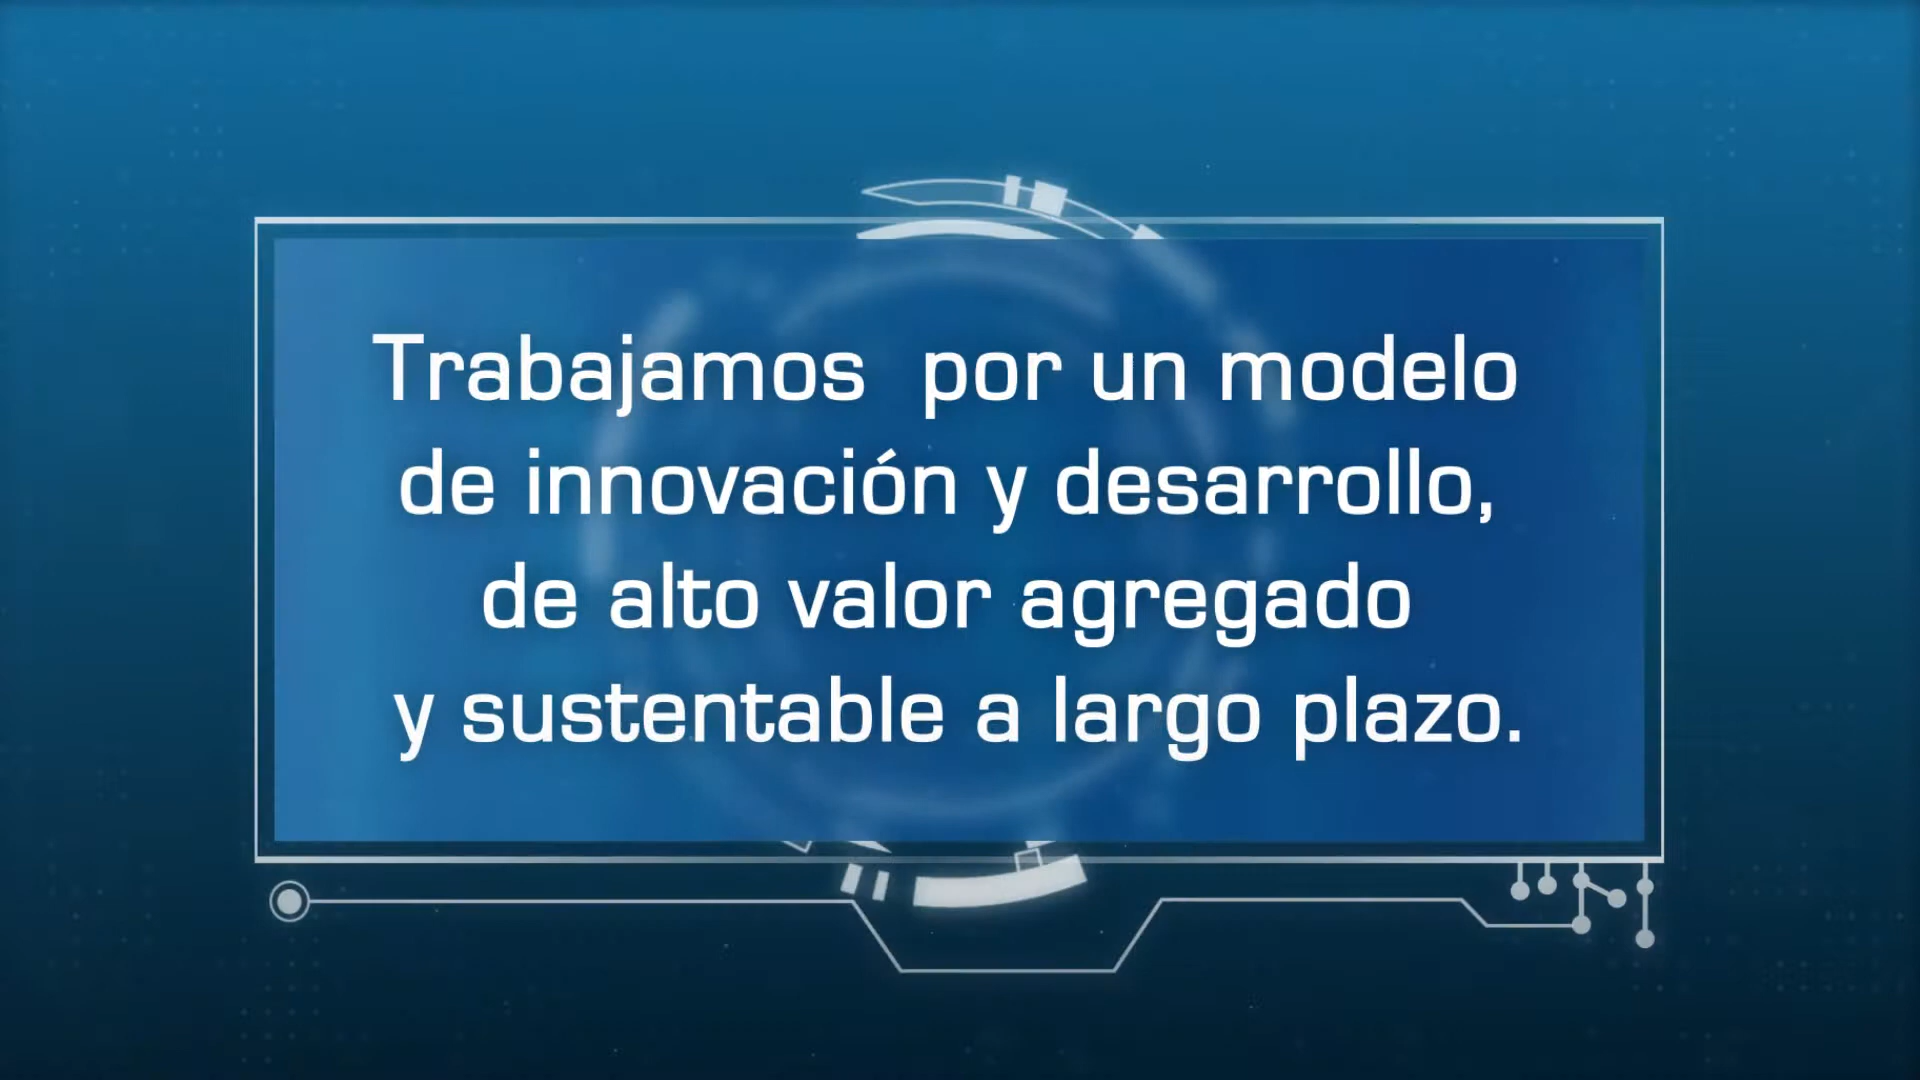 Trabajamos  por un modelo
de innovación y desarrollo,
de alto valor agregado
y sustentable a largo plazo.